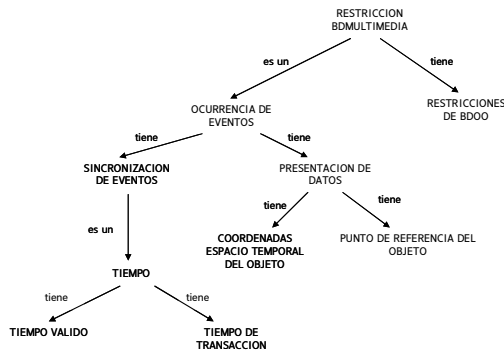 RESTRICCION
BDMULTIMEDIA
es un
tiene
OCURRENCIA DE
EVENTOS
RESTRICCIONES
DE BDOO
tiene
tiene
SINCRONIZACION
DE EVENTOS
PRESENTACION DE
DATOS
tiene
tiene
es un
COORDENADAS
ESPACIO TEMPORAL
DEL OBJETO
PUNTO DE REFERENCIA DEL
OBJETO
TIEMPO
tiene
tiene
TIEMPO VALIDO
TIEMPO DE
TRANSACCION